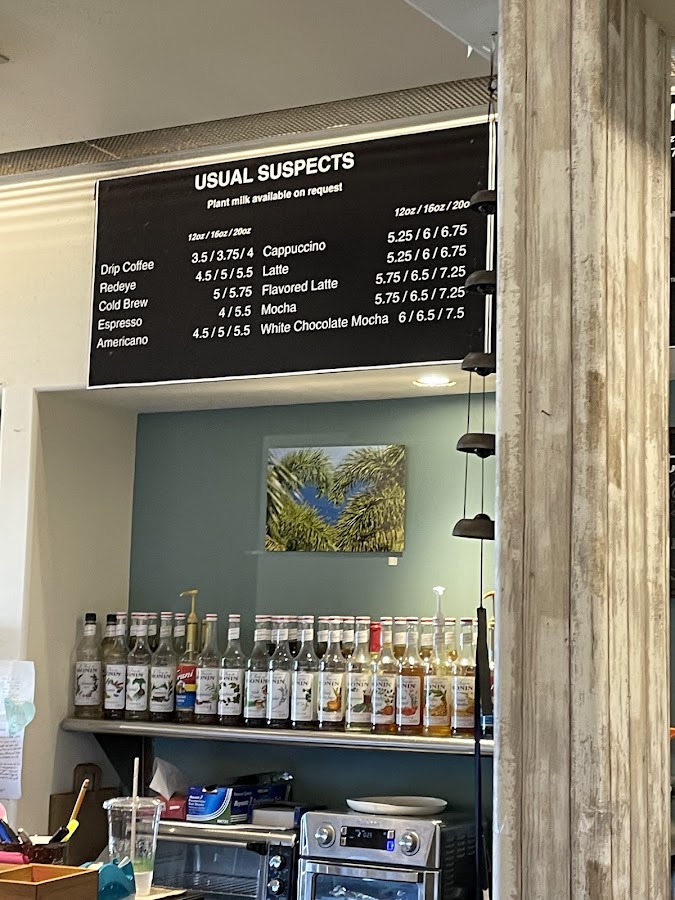 USUAL SUSPECTS
Plant milk available on request
12oz / 16oz / 20oz
Drip Coffee 3.5 / 3.75 / 4
Redeye 4.5 / 5 / 5.5
Cold Brew 5 / 5.75
Espresso 4 / 5.5
Americano 4.5 / 5 / 5.5
12oz / 16oz / 20o
Cappuccino 5.25 / 6 / 6.75
Latte 5.25 / 6 / 6.75
Flavored Latte 5.75 / 6.5 / 7.25
Mocha 5.75 / 6.5 / 7.25
White Chocolate Mocha 6 / 6.5 / 7.5
MONIN